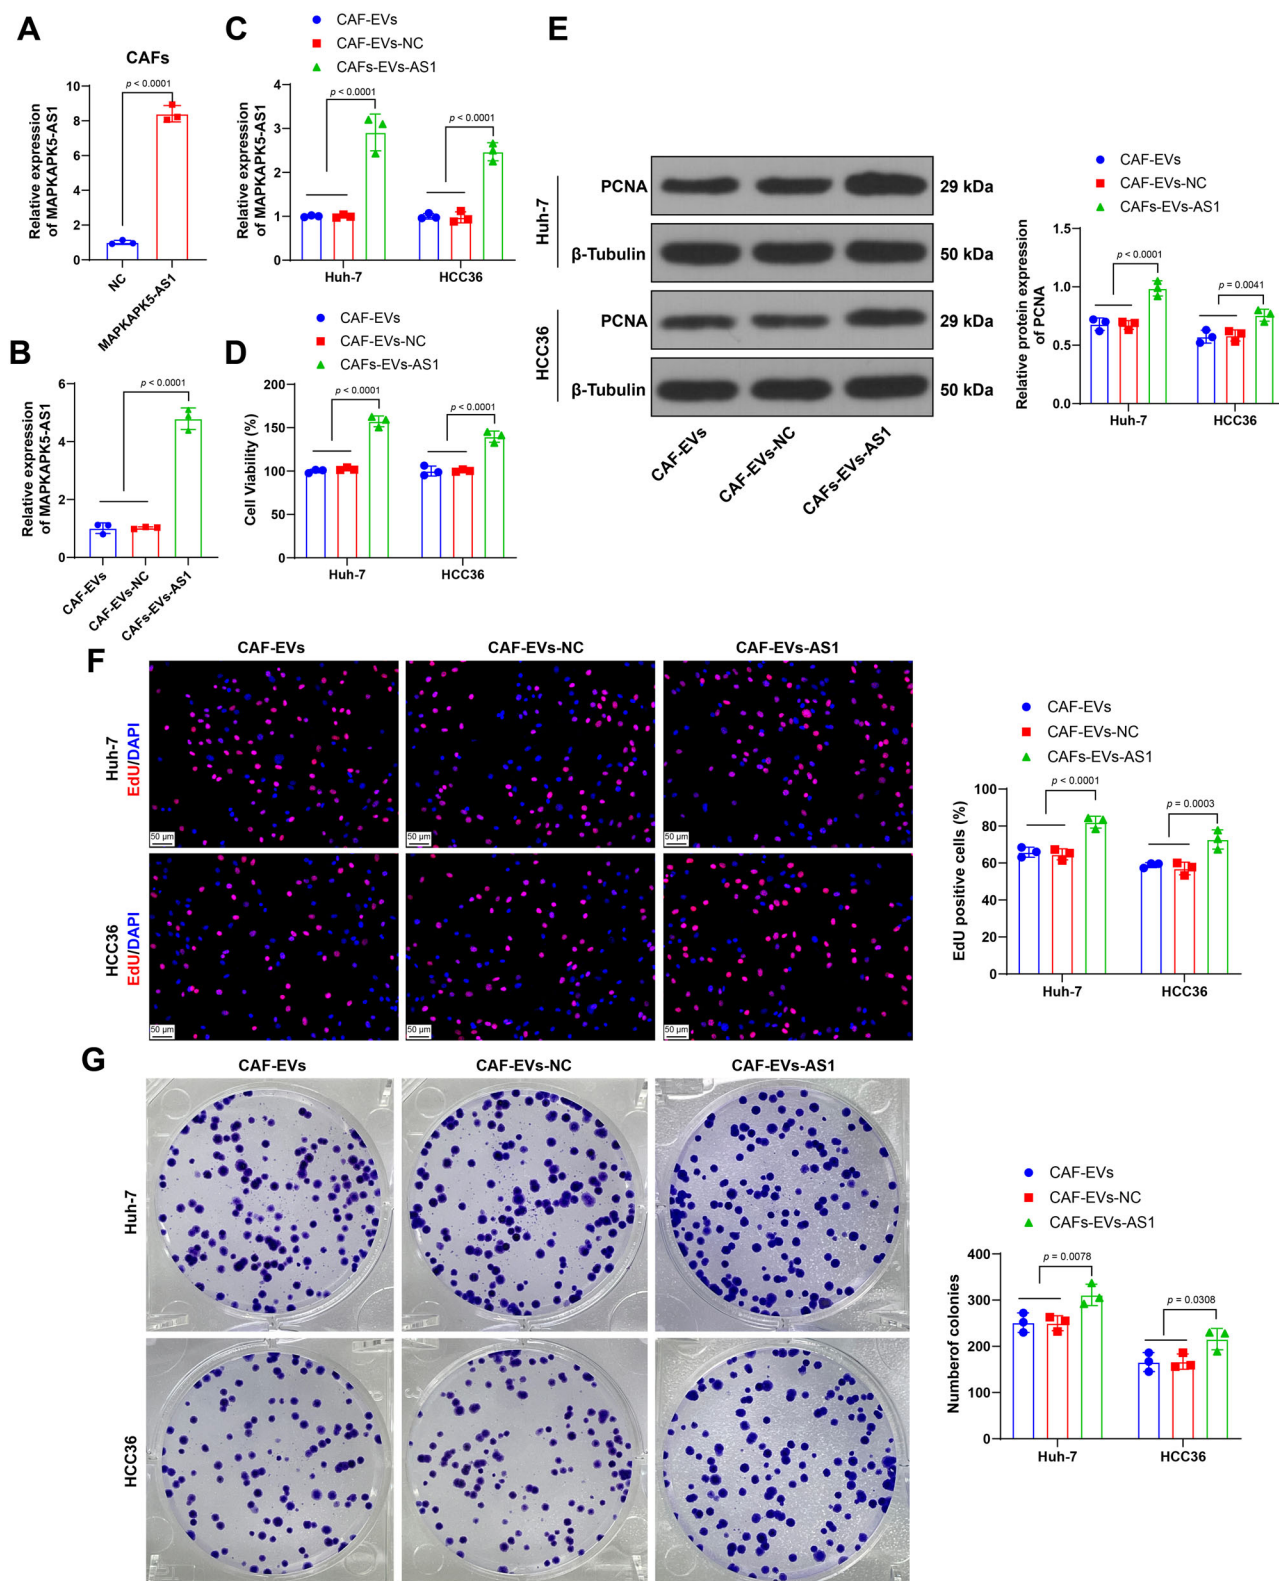 A
CAFs
Relative expression
of MAPKAPK5-AS1
10
8
6
4
2
0
p < 0.0001
NC
MAPKAPK5-AS1
B
Relative expression
of MAPKAPK5-AS1
6
4
2
0
p < 0.0001
CAF-EVs
CAF-EVs-NC
CAFs-EVs-AS1
C
CAF-EVs
CAF-EVs-NC
CAFs-EVs-AS1
Relative expression
of MAPKAPK5-AS1
4
3
2
1
0
p < 0.0001
p < 0.0001
Huh-7
HCC36
D
CAF-EVs
CAF-EVs-NC
CAFs-EVs-AS1
Cell Viability (%)
200
150
100
50
0
p < 0.0001
p < 0.0001
Huh-7
HCC36
E
Huh-7
PCNA
29 kDa
β-Tubulin
50 kDa
HCC36
PCNA
29 kDa
β-Tubulin
50 kDa
CAF-EVs
CAF-EVs-NC
CAFs-EVs-AS1
CAF-EVs
CAF-EVs-NC
CAFs-EVs-AS1
Relative protein expression
of PCNA
1.5
1.0
0.5
0.0
p < 0.0001
p = 0.0041
Huh-7
HCC36
F
CAF-EVs
CAF-EVs-NC
CAF-EVs-AS1
Huh-7
EdU/DAPI
50 μm
50 μm
50 μm
HCC36
EdU/DAPI
50 μm
50 μm
50 μm
CAF-EVs
CAF-EVs-NC
CAFs-EVs-AS1
EdU positive cells (%)
100
80
60
40
20
0
p < 0.0001
p = 0.0003
Huh-7
HCC36
G
CAF-EVs
CAF-EVs-NC
CAF-EVs-AS1
Huh-7
HCC36
CAF-EVs
CAF-EVs-NC
CAFs-EVs-AS1
Numberof colonies
400
300
200
100
0
p = 0.0078
p = 0.0308
Huh-7
HCC36